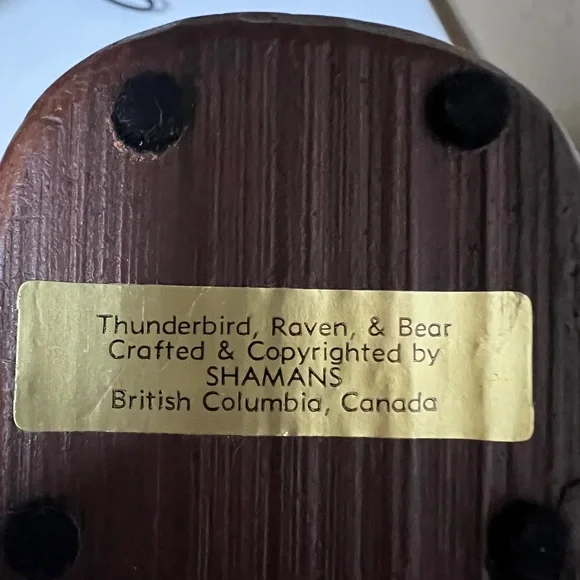 Thunderbird, Raven, & Bear
Crafted & Copyrighted by
SHAMANS
British Columbia, Canada